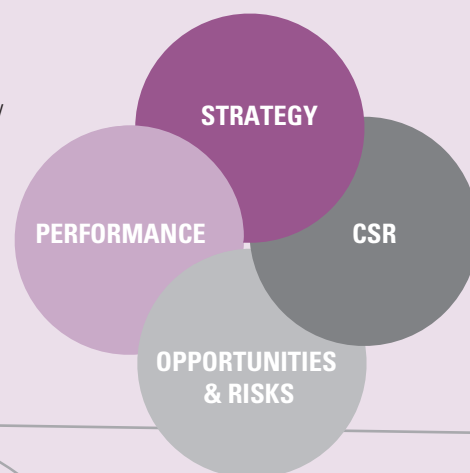 STRATEGY
PERFORMANCE
CSR
OPPORTUNITIES
& RISKS